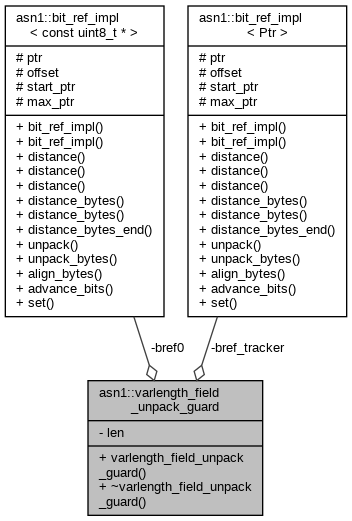 asn1::bit_ref_impl
< const uint8_t * >
# ptr
# offset
# start_ptr
# max_ptr
+ bit_ref_impl()
+ bit_ref_impl()
+ distance()
+ distance()
+ distance()
+ distance_bytes()
+ distance_bytes()
+ distance_bytes_end()
+ unpack()
+ unpack_bytes()
+ align_bytes()
+ advance_bits()
+ set()
asn1::bit_ref_impl
< Ptr >
# ptr
# offset
# start_ptr
# max_ptr
+ bit_ref_impl()
+ bit_ref_impl()
+ distance()
+ distance()
+ distance()
+ distance_bytes()
+ distance_bytes()
+ distance_bytes_end()
+ unpack()
+ unpack_bytes()
+ align_bytes()
+ advance_bits()
+ set()
-bref0
-bref_tracker
asn1::varlength_field
_unpack_guard
- len
+ varlength_field_unpack
_guard()
+ ~varlength_field_unpack
_guard()